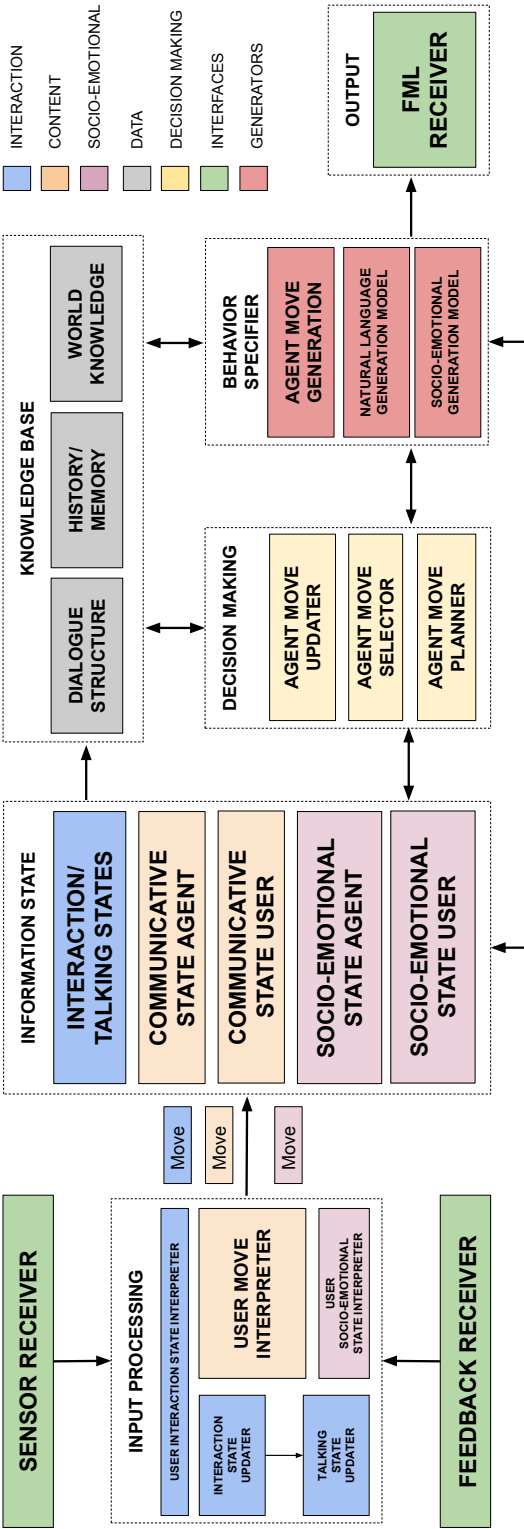 SENSOR RECEIVER
FEEDBACK RECEIVER
INPUT PROCESSING
USER INTERACTION STATE INTERPRETER
INTERACTION
STATE
UPDATER
TALKING
STATE
UPDATER
USER MOVE
INTERPRETER
USER
SOCIO-EMOTIONAL
STATE INTERPRETER
Move
Move
Move
INFORMATION STATE
INTERACTION/
TALKING STATES
COMMUNICATIVE
STATE AGENT
COMMUNICATIVE
STATE USER
SOCIO-EMOTIONAL
STATE AGENT
SOCIO-EMOTIONAL
STATE USER
KNOWLEDGE BASE
DIALOGUE
STRUCTURE
HISTORY/
MEMORY
WORLD
KNOWLEDGE
DECISION MAKING
AGENT MOVE
UPDATER
AGENT MOVE
SELECTOR
AGENT MOVE
PLANNER
BEHAVIOR
SPECIFIER
AGENT MOVE
GENERATION
NATURAL LANGUAGE
GENERATION MODEL
SOCIO-EMOTIONAL
GENERATION MODEL
OUTPUT
FML
RECEIVER
INTERACTION
CONTENT
SOCIO-EMOTIONAL
DATA
DECISION MAKING
INTERFACES
GENERATORS